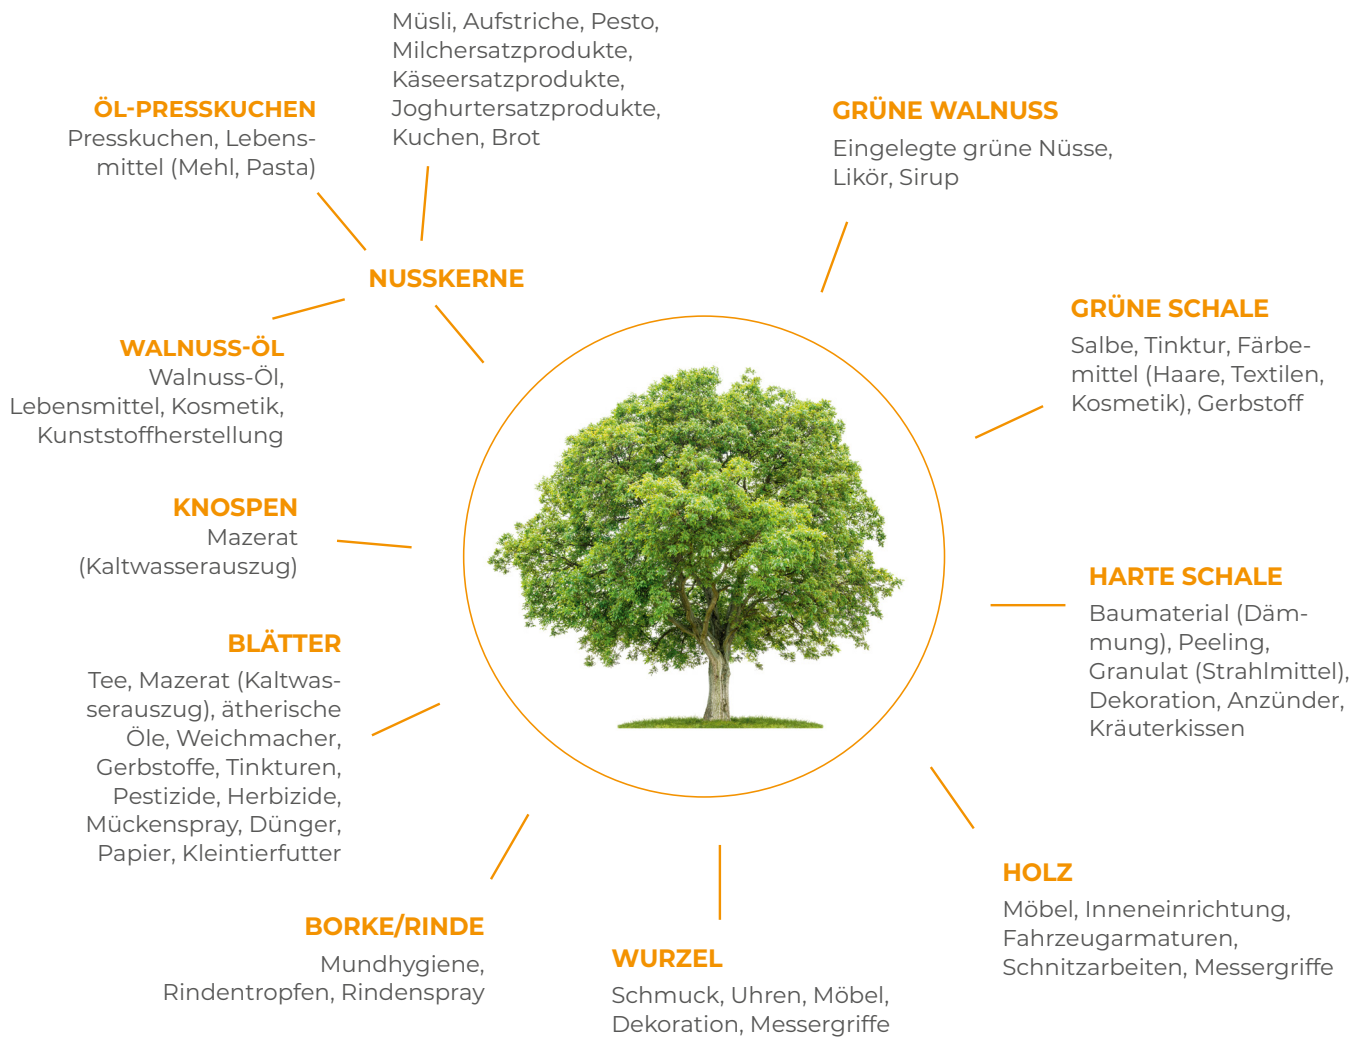 Müsli, Aufstriche, Pesto,
Milchersatzprodukte,
Käseersatzprodukte,
Joghurtersatzprodukte,
Kuchen, Brot
ÖL-PRESSKUCHEN
Presskuchen, Lebens-
mittel (Mehl, Pasta)
GRÜNE WALNUSS
Eingelegte grüne Nüsse,
Likör, Sirup
NUSSKERNE
GRÜNE SCHALE
Salbe, Tinktur, Färbe-
mittel (Haare, Textilen,
Kosmetik), Gerbstoff
WALNUSS-ÖL
Walnuss-Öl,
Lebensmittel, Kosmetik,
Kunststoffherstellung
KNOSPEN
Mazerat
(Kaltwasserauszug)
HARTE SCHALE
Baumaterial (Däm-
mung), Peeling,
Granulat (Strahlmittel),
Dekoration, Anzünder,
Kräuterkissen
BLÄTTER
Tee, Mazerat (Kaltwas-
serauszug), ätherische
Öle, Weichmacher,
Gerbstoffe, Tinkturen,
Pestizide, Herbizide,
Mückenspray, Dünger,
Papier, Kleintierfutter
HOLZ
Möbel, Inneneinrichtung,
Fahrzeugarmaturen,
Schnitzarbeiten, Messergriffe
BORKE/RINDE
Mundhygiene,
Rindentropfen, Rindenspray
WURZEL
Schmuck, Uhren, Möbel,
Dekoration, Messergriffe